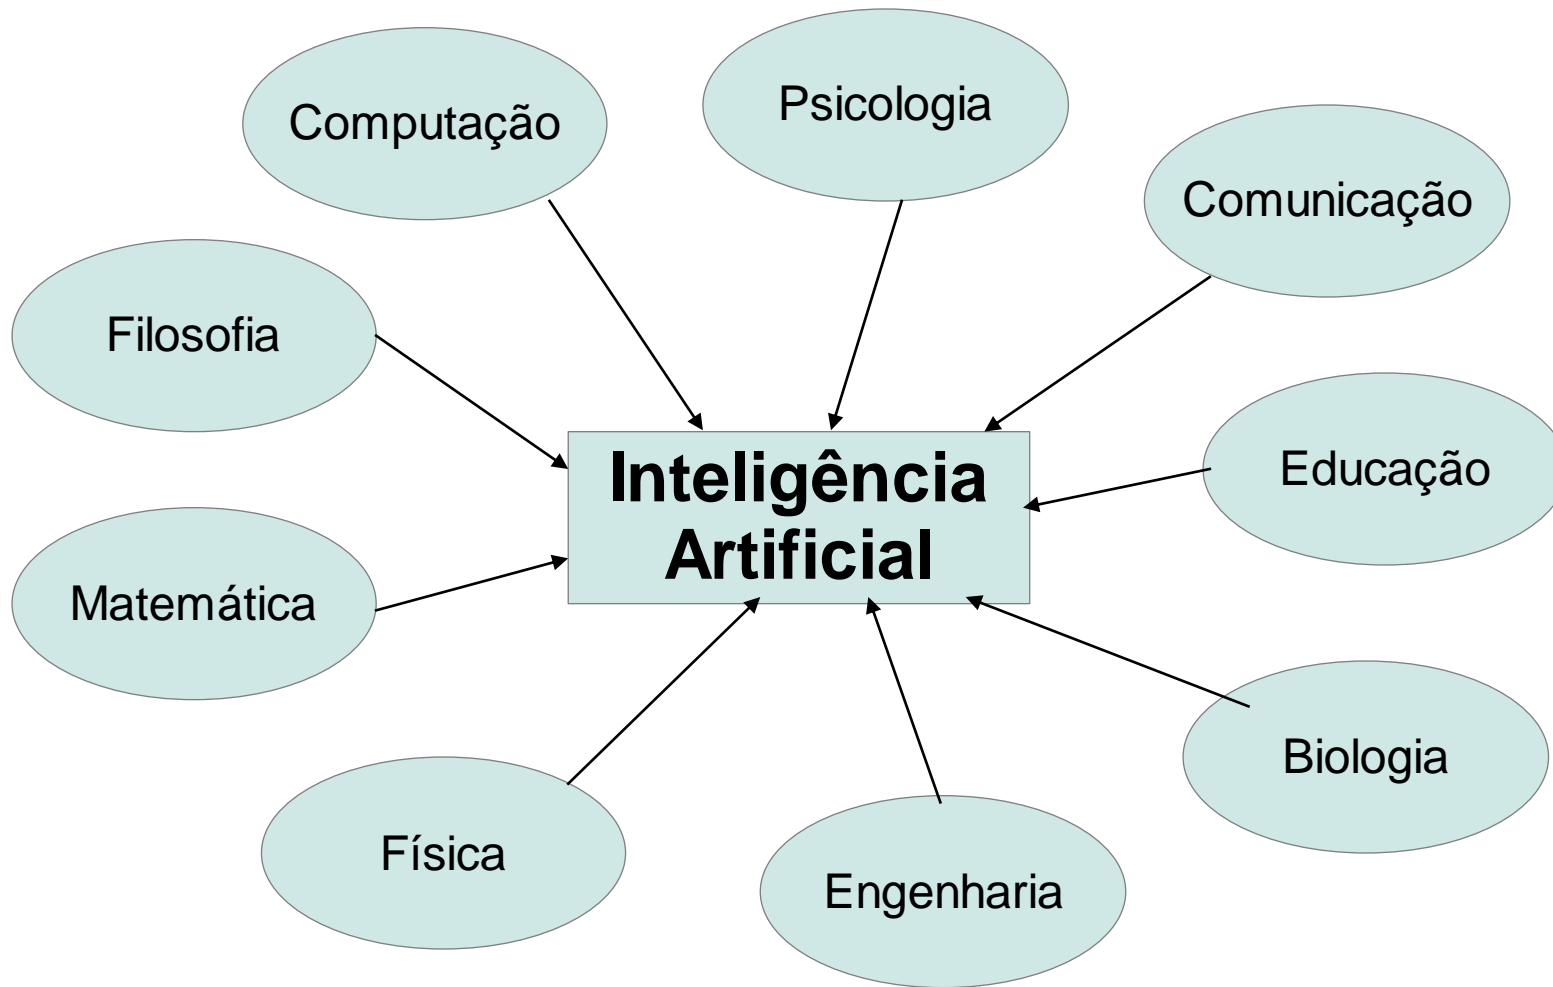 Psicologia
Computação
Comunicação
Filosofia
Inteligência
Artificial
Educação
Matemática
Biologia
Física
Engenharia